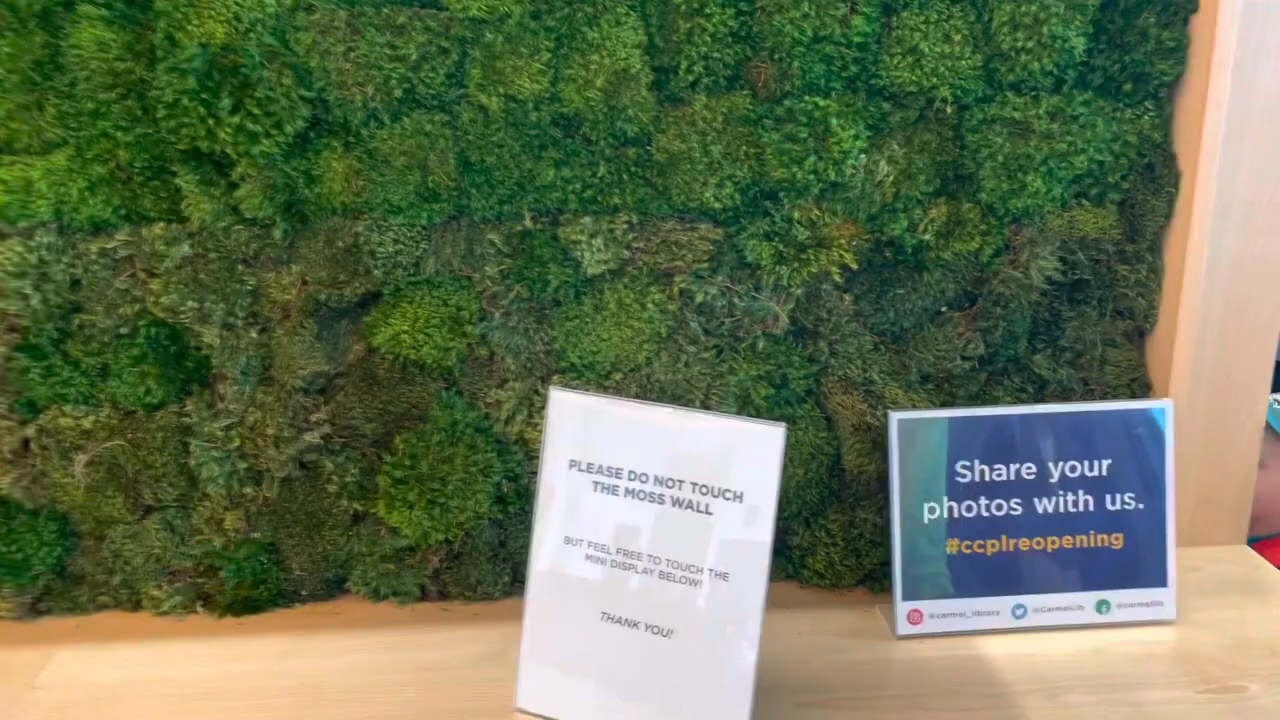 PLEASE DO NOT TOUCH
THE MOSS WALL
BUT FEEL FREE TO TOUCH THE
MINI DISPLAY BELOW!
THANK YOU!
Share your
photos with us.
#ccplreopening
@carmel_library @CarmelLib @carmellib